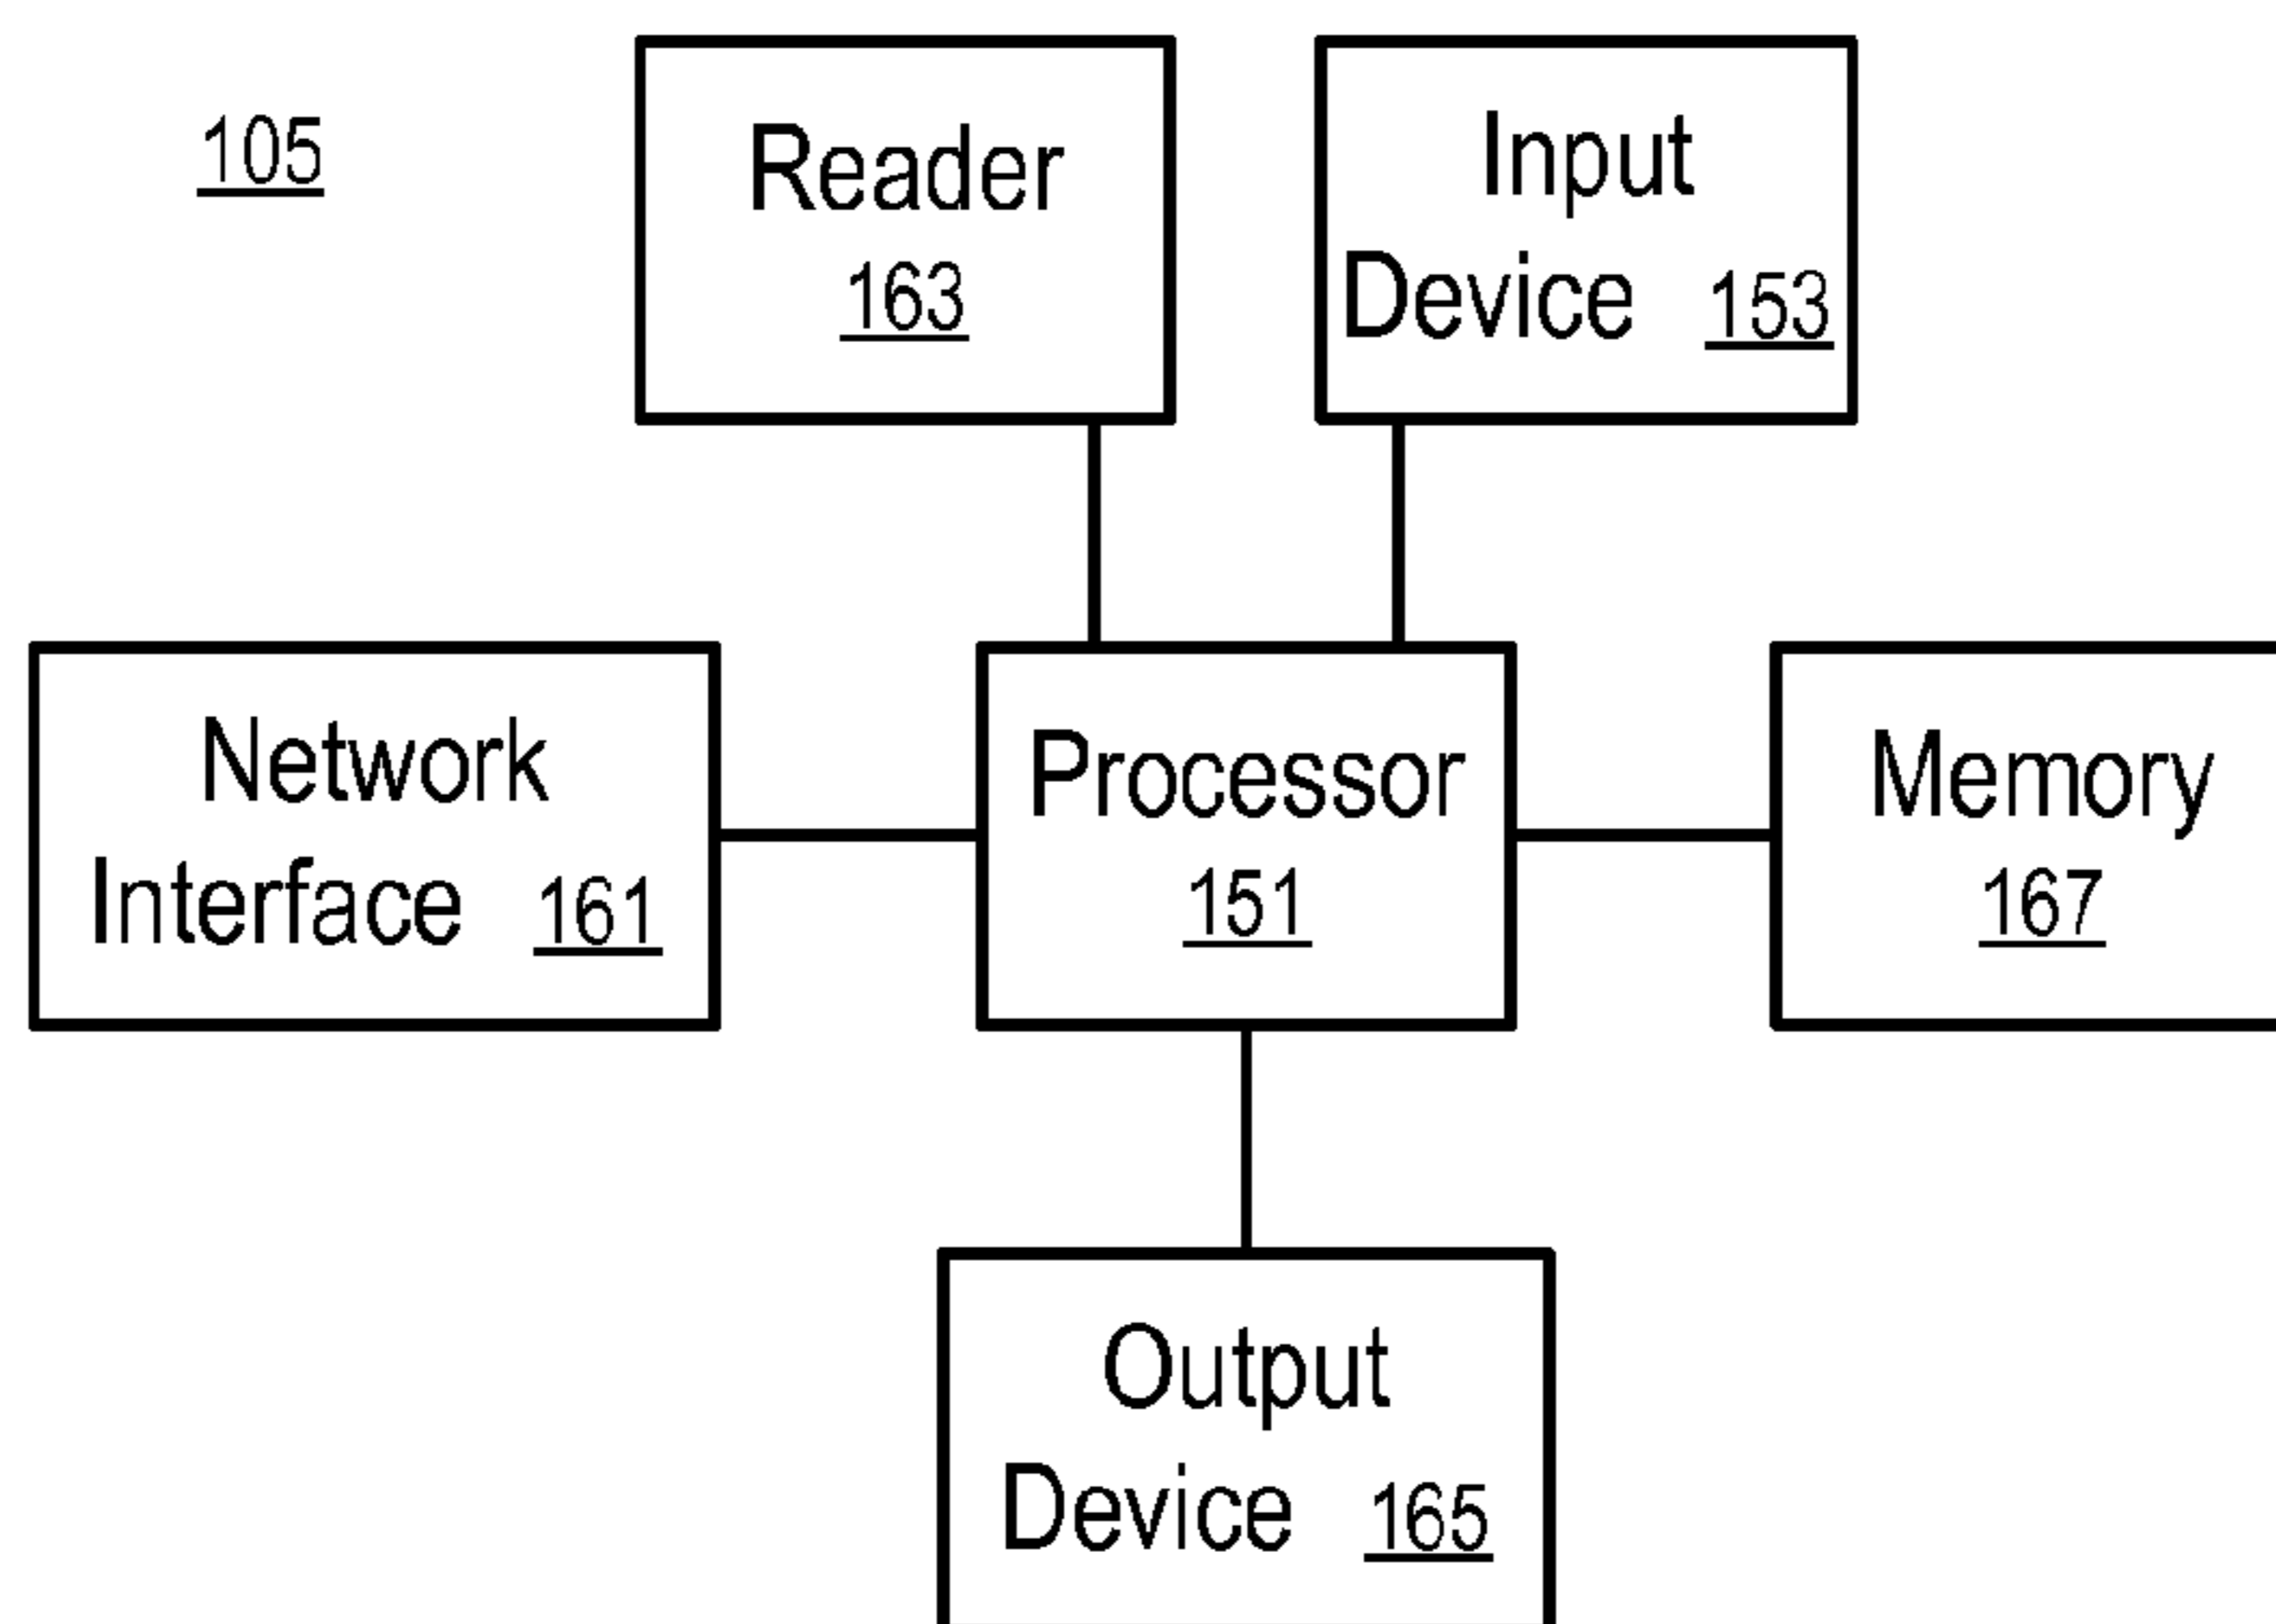 105
Reader
163
Input
Device 153
Network
Interface 161
Processor
151
Memory
167
Output
Device 165